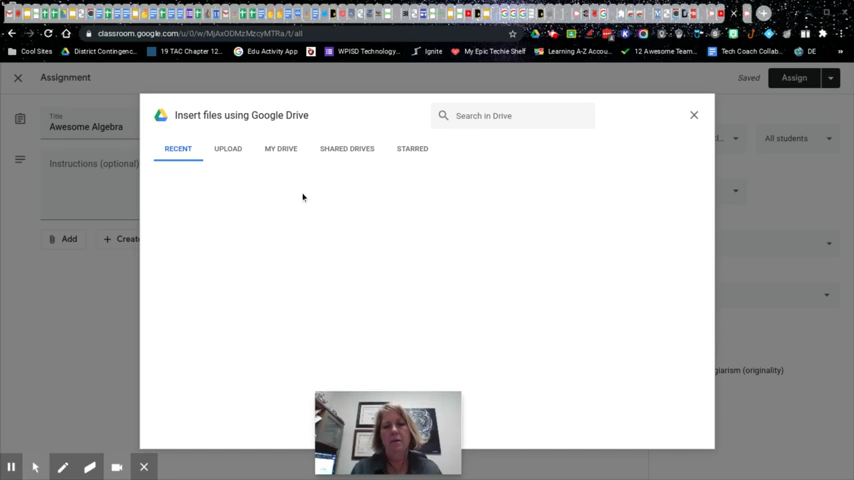 classroom.google.com/u/0/w/MjAxODMzMzcyMTRa/t/all
Cool Sites
District Contingenc...
19 TAC Chapter 12...
Edu Activity App
WPISD Technology...
Ignite
My Epic Techie Shelf
Learning A-Z Accou...
12 Awesome Team...
Tech Coach Collab...
DE
Assignment
Saved
Assign
Title
Awesome Algebra
Instructions (optional)
Add
Create
Insert files using Google Drive
Search in Drive
RECENT
UPLOAD
MY DRIVE
SHARED DRIVES
STARRED
All students
giarism (originality)